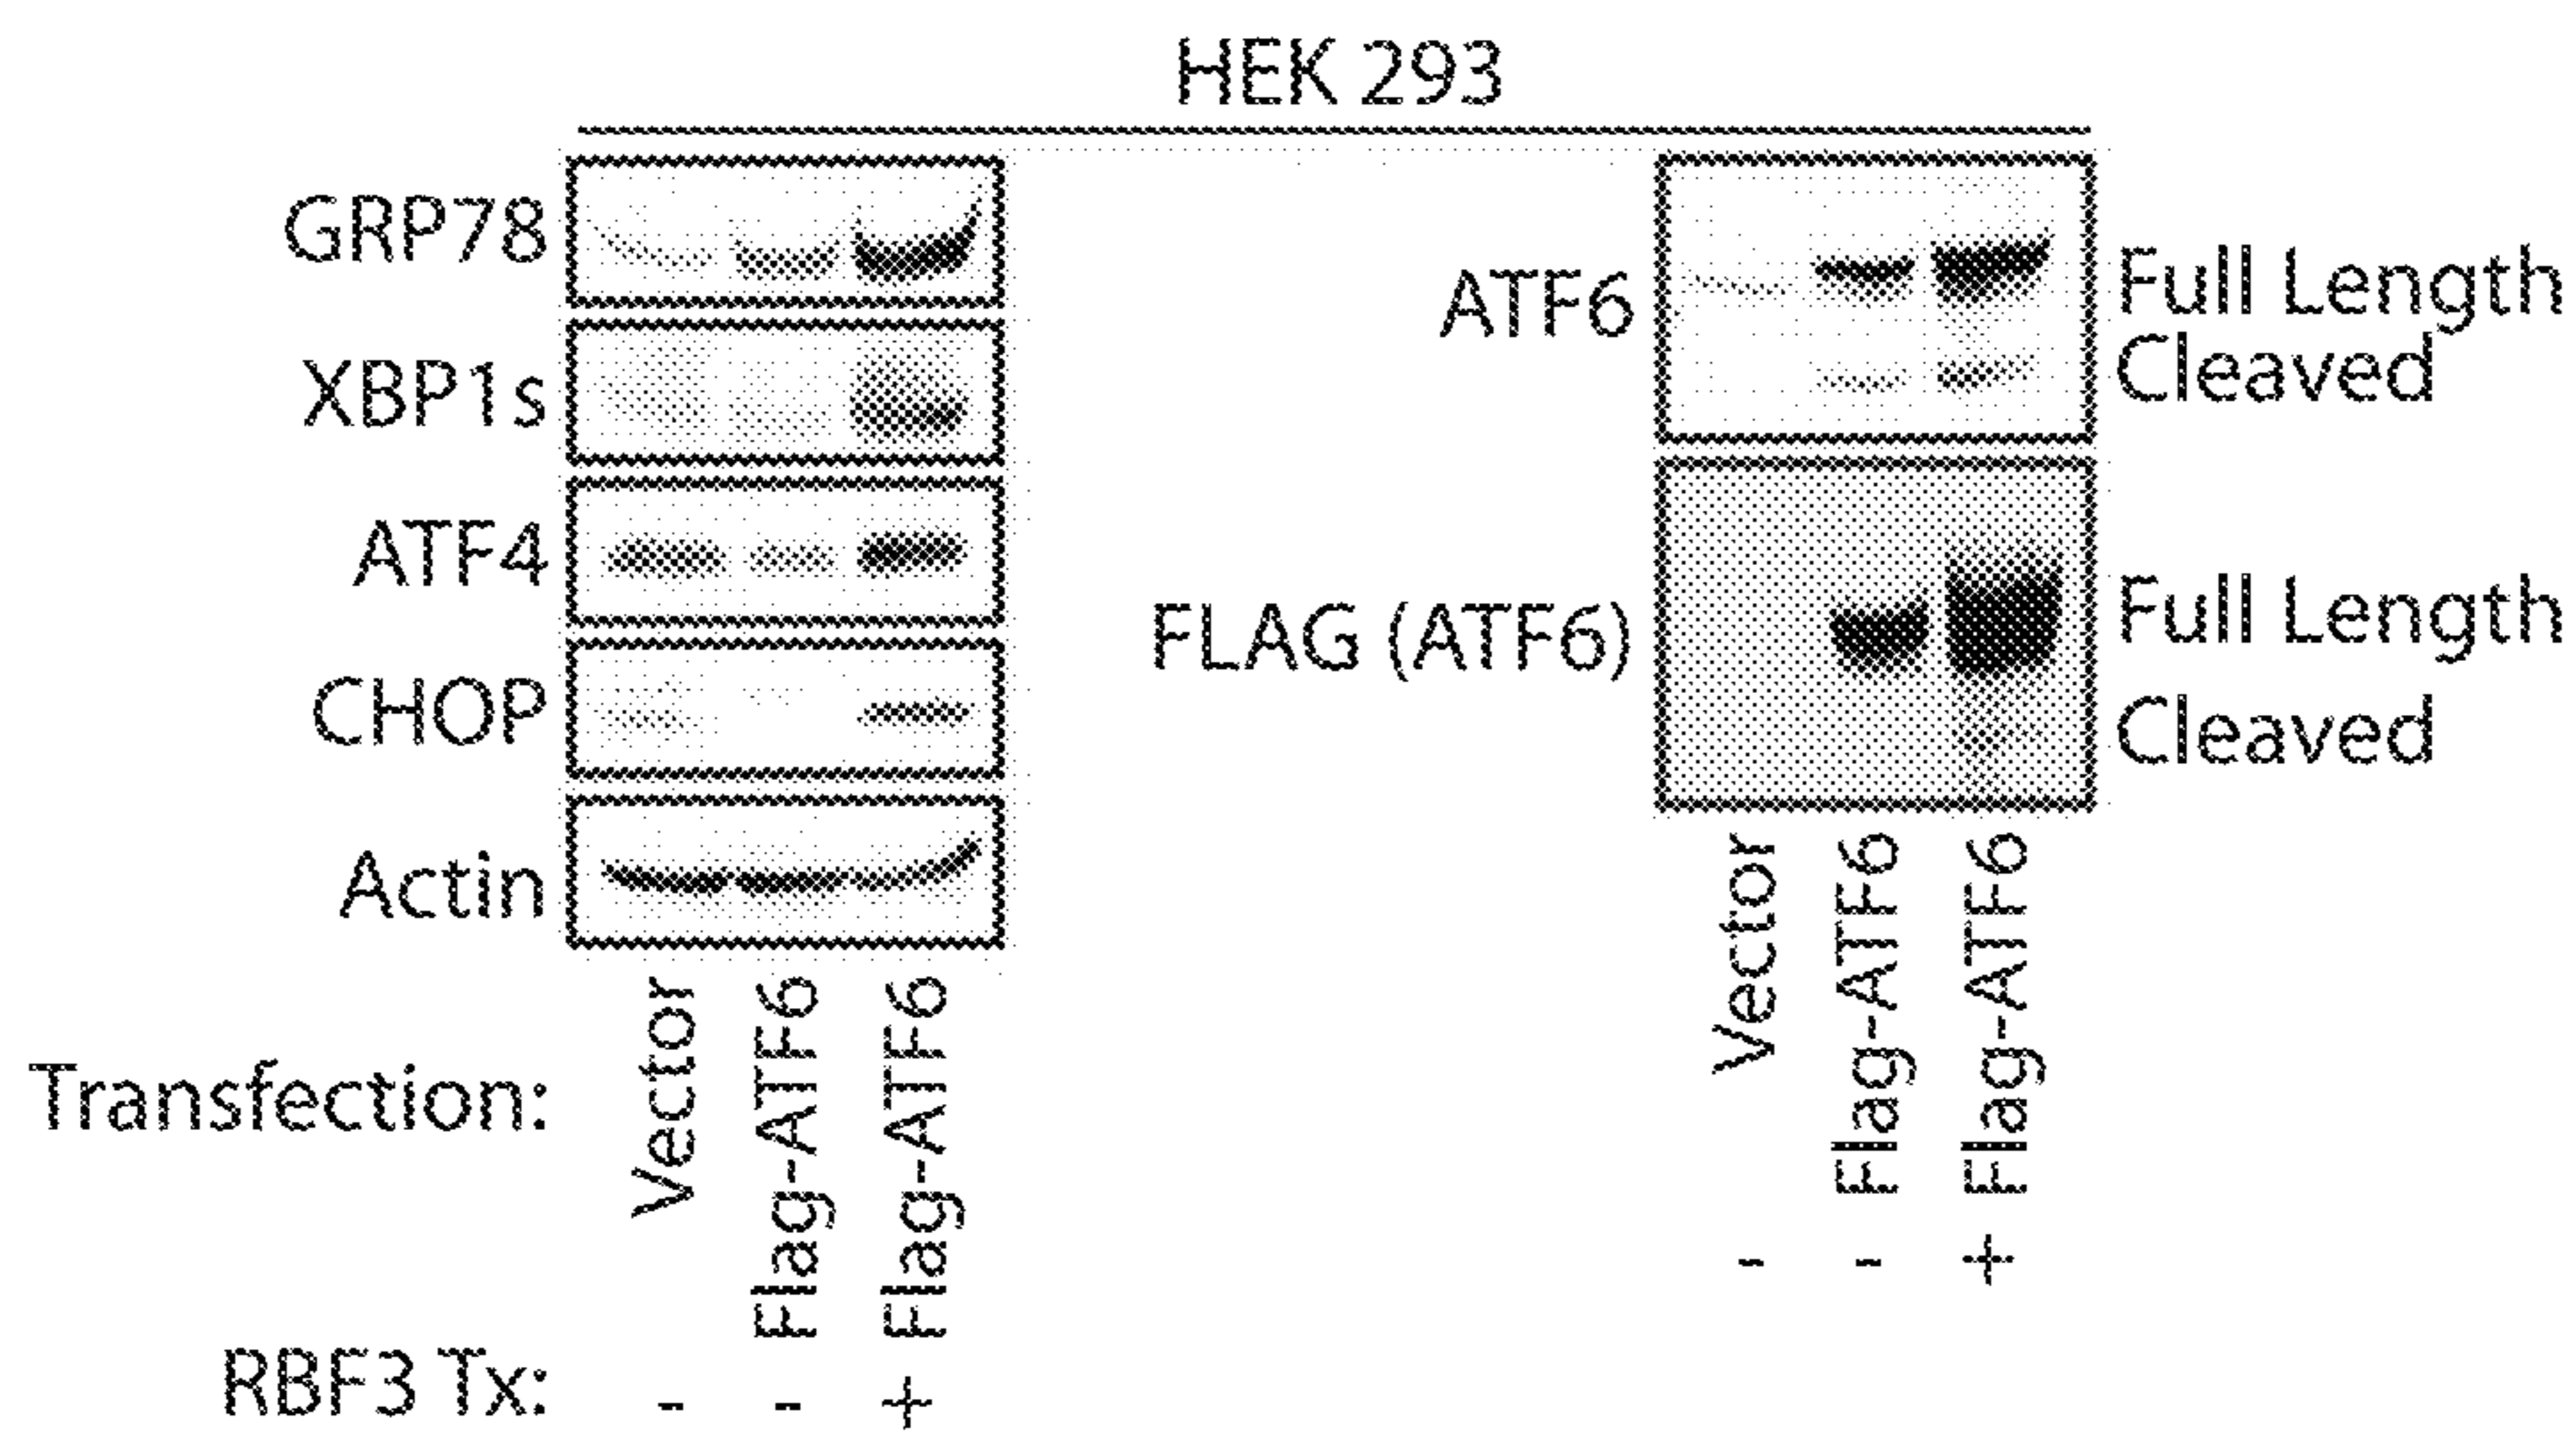 HEK 293
GRP78
XBP1s
ATF4
CHOP
Actin
Transfection:
Vector
Flag-ATF6
Flag-ATF6
RBF3 Tx:
- - +
ATF6
Full Length
Cleaved
FLAG (ATF6)
Full Length
Cleaved
Vector
Flag-ATF6
Flag-ATF6
- - +